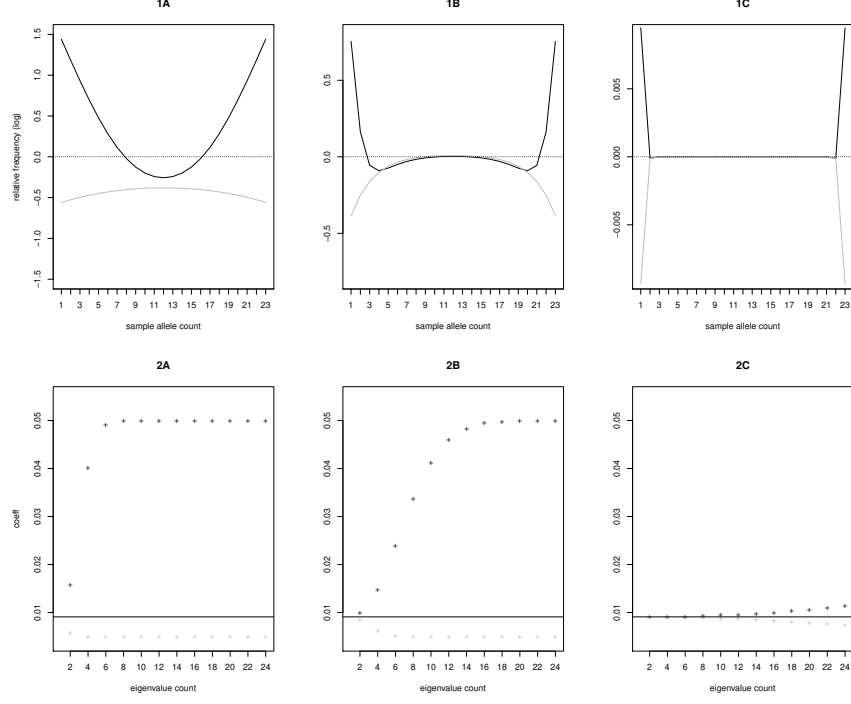 1A 1B 1C
relative frequency (log)
1.5
1.0
0.5
0.0
−0.5
−1.0
−1.5
0.5
0.0
−0.5
0.005
0.000
−0.005
1 3 5 7 9 11 13 15 17 19 21 23
1 3 5 7 9 11 13 15 17 19 21 23
1 3 5 7 9 11 13 15 17 19 21 23
sample allele count sample allele count sample allele count
2A 2B 2C
coeff
0.05
0.04
0.03
0.02
0.01
0.05
0.04
0.03
0.02
0.01
0.05
0.04
0.03
0.02
0.01
2 4 6 8 10 12 14 16 18 20 22 24
2 4 6 8 10 12 14 16 18 20 22 24
2 4 6 8 10 12 14 16 18 20 22 24
eigenvalue count eigenvalue count eigenvalue count